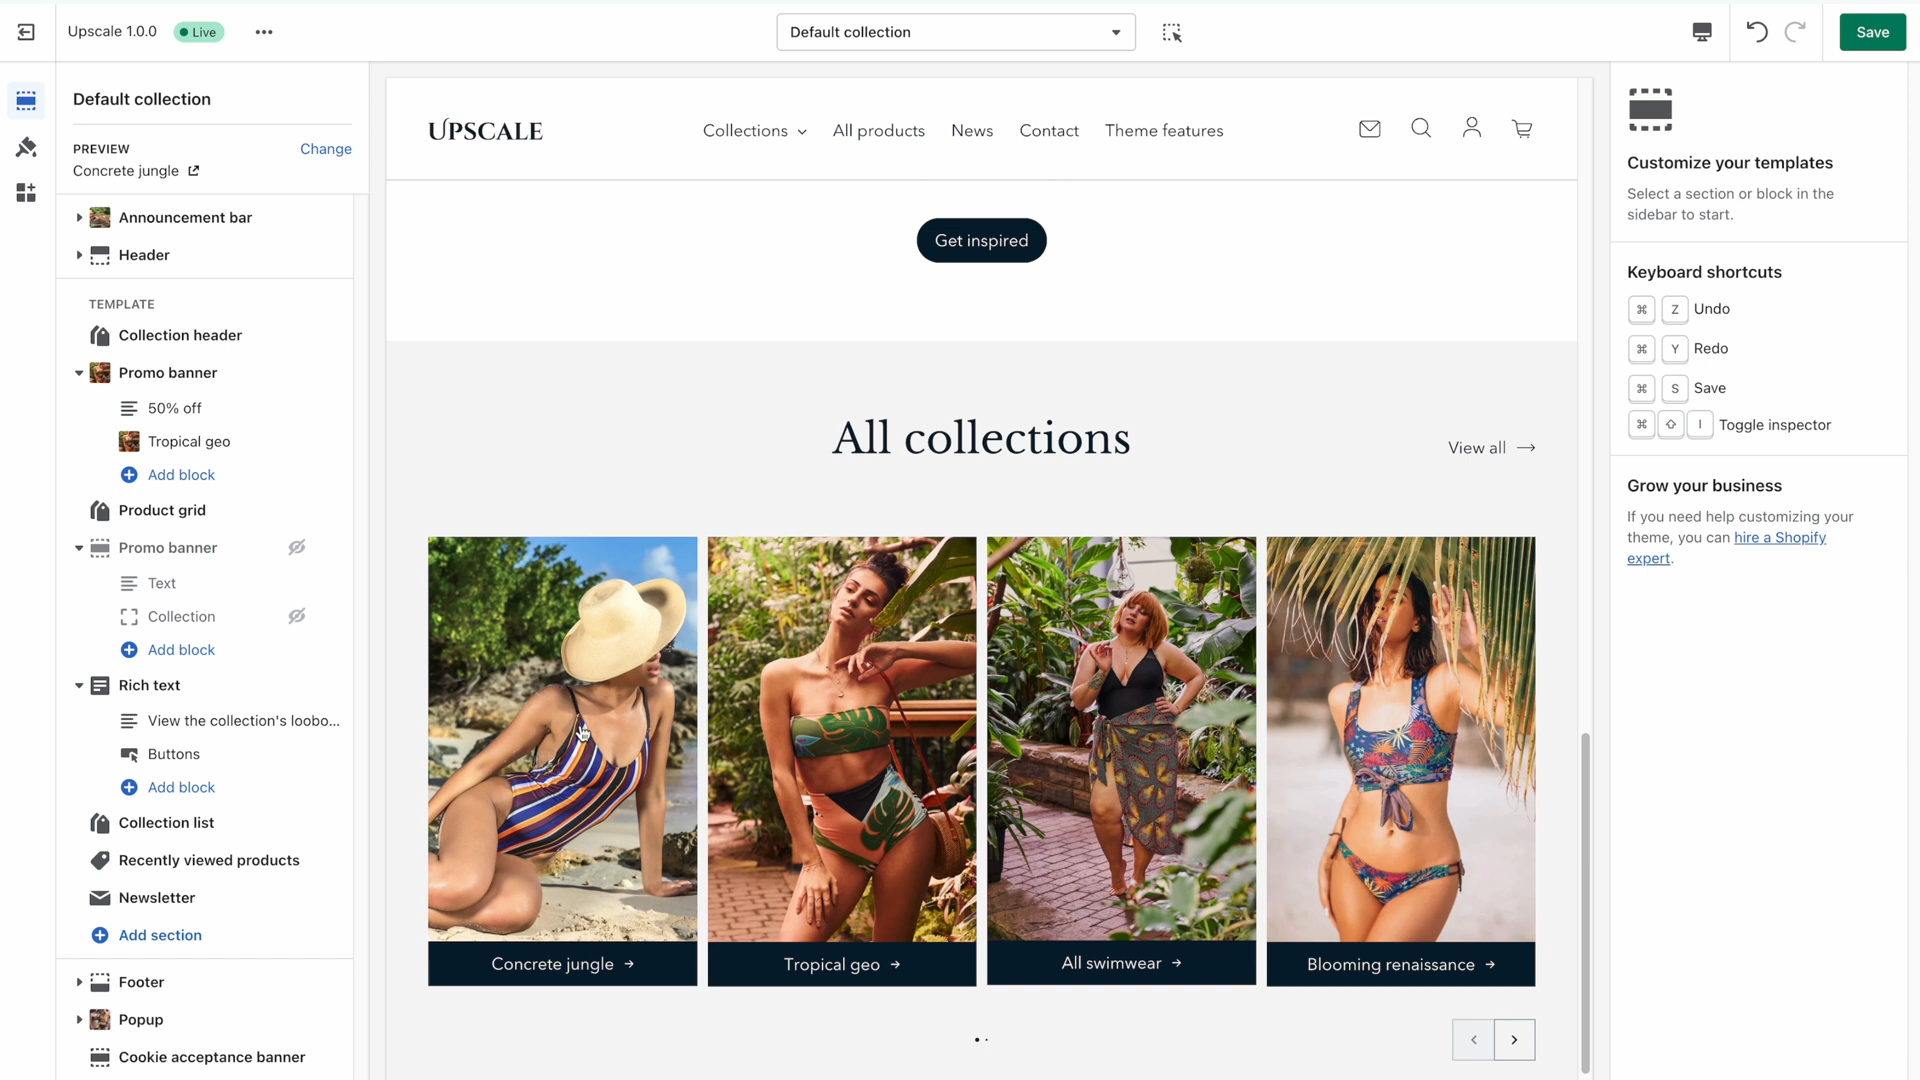 Upscale 1.0.0
Live
Default collection
Save
Default collection
PREVIEW
Change
Concrete jungle
Announcement bar
Header
TEMPLATE
Collection header
Promo banner
50% off
Tropical geo
Add block
Product grid
Promo banner
Text
Collection
Add block
Rich text
View the collection's loobo...
Buttons
Add block
Collection list
Recently viewed products
Newsletter
Add section
Footer
Popup
Cookie acceptance banner
UPSCALE
Collections
All products
News
Contact
Theme features
Get inspired
All collections
View all →
Concrete jungle →
Tropical geo →
All swimwear →
Blooming renaissance →
Customize your templates
Select a section or block in the
sidebar to start.
Keyboard shortcuts
⌘ Z Undo
⌘ Y Redo
⌘ S Save
⌘ ⇧ I Toggle inspector
Grow your business
If you need help customizing your
theme, you can hire a Shopify
expert.